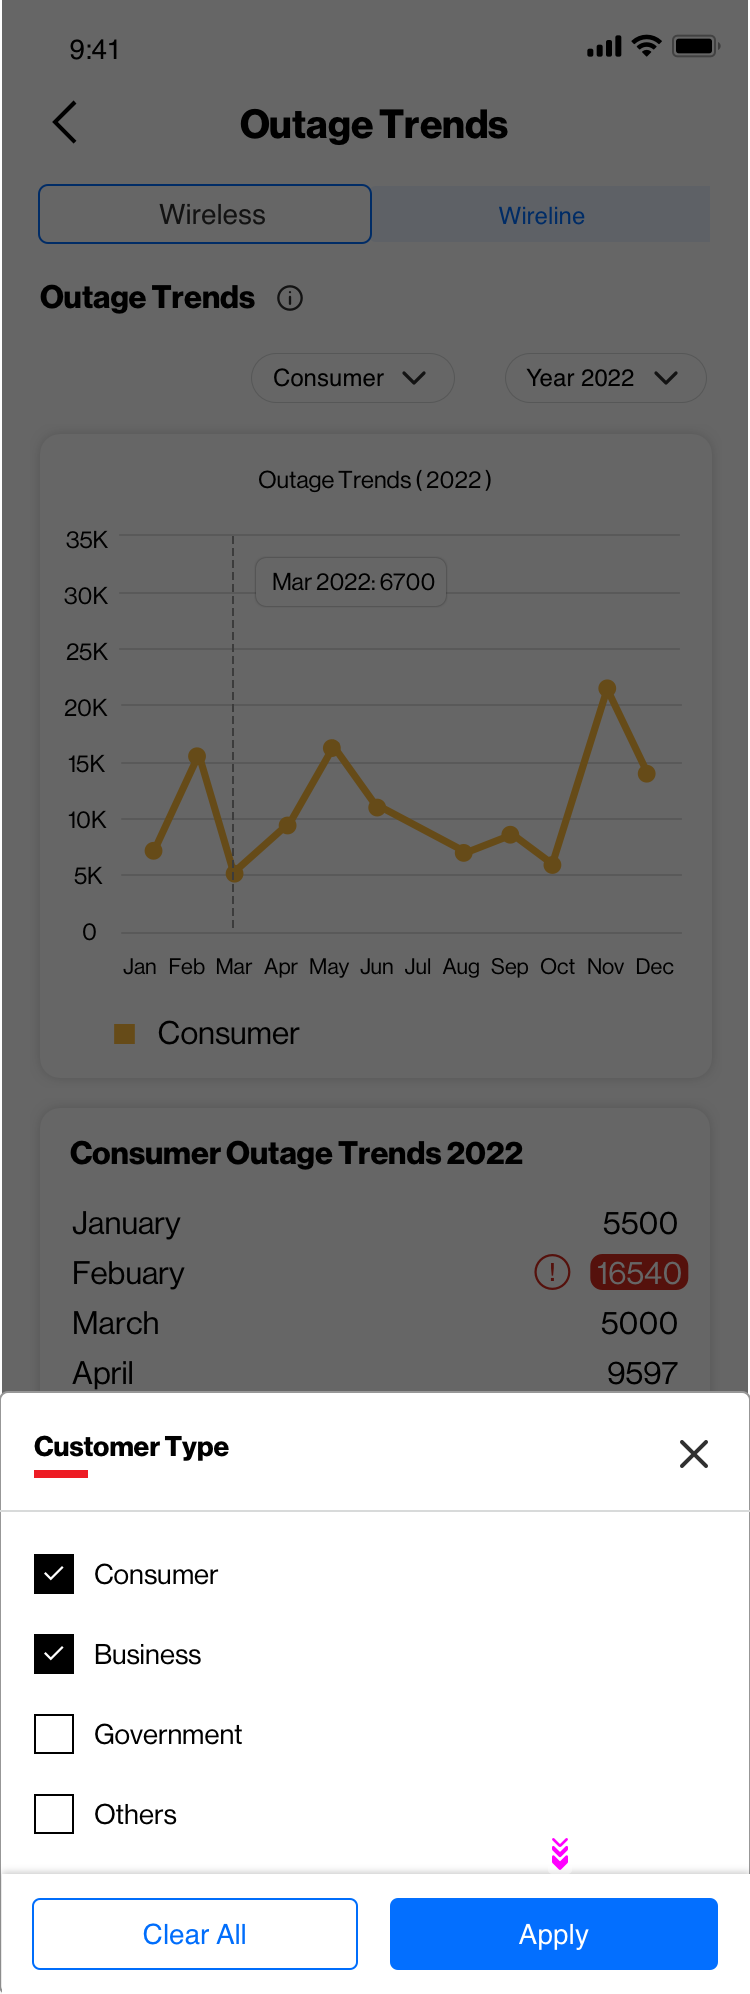 9:41
Outage Trends
Wireless Wireline
Outage Trends
Consumer Year 2022
Outage Trends ( 2022 )
35K
Mar 2022: 6700
30K
25K
20K
15K
10K
5K
0
Jan Feb Mar Apr May Jun Jul Aug Sep Oct Nov Dec
Consumer
Consumer Outage Trends 2022
January 5500
Febuary 16540
March 5000
April 9597
Customer Type
Consumer
Business
Government
Others
Clear All Apply